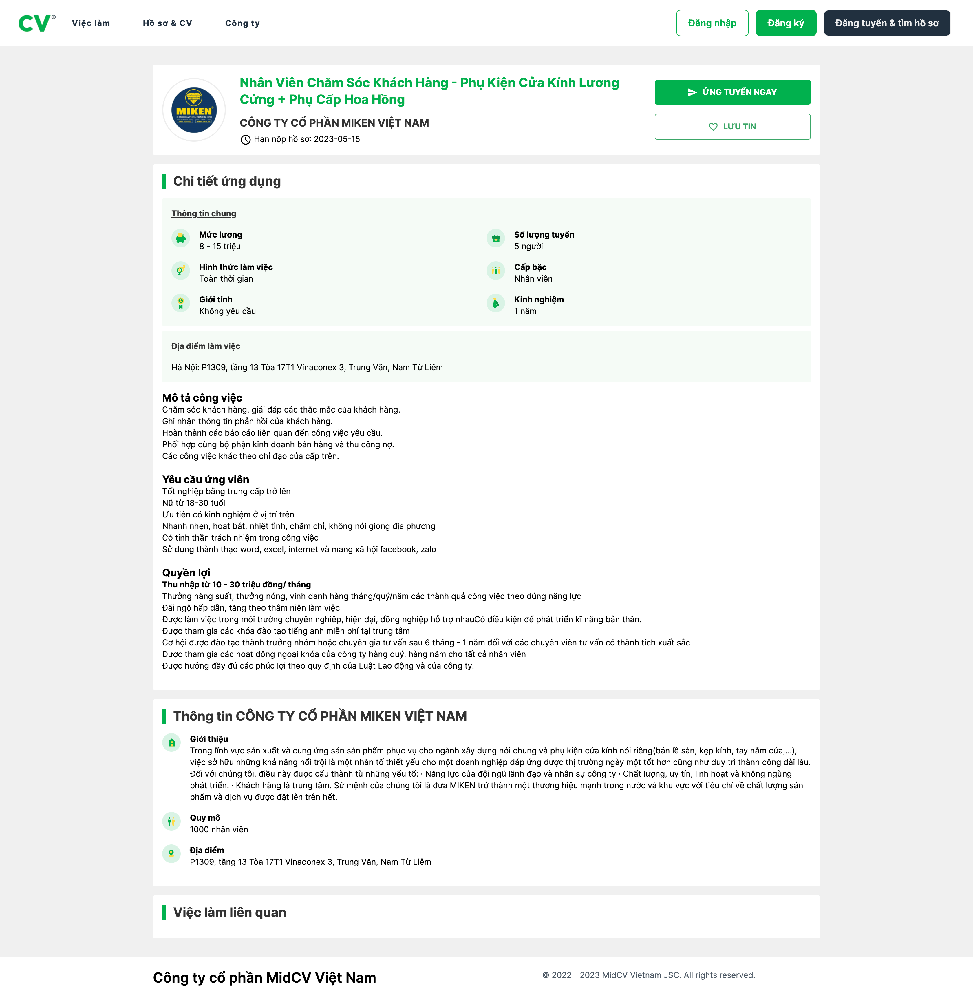 CV®
Việc làm
Hồ sơ & CV
Công ty
Đăng nhập
Đăng ký
Đăng tuyển & tìm hồ sơ
MIKEN
MIKEN
CHUYÊN GIA VỀ PHỤ KIỆN CỬA KÍNH
Nhân Viên Chăm Sóc Khách Hàng - Phụ Kiện Cửa Kính Lương
Cứng + Phụ Cấp Hoa Hồng
CÔNG TY CỔ PHẦN MIKEN VIỆT NAM
Hạn nộp hồ sơ: 2023-05-15
ỨNG TUYỂN NGAY
LƯU TIN
Chi tiết ứng dụng
Thông tin chung
Mức lương
8 - 15 triệu
Số lượng tuyển
5 người
Hình thức làm việc
Toàn thời gian
Cấp bậc
Nhân viên
Giới tính
Không yêu cầu
Kinh nghiệm
1 năm
Địa điểm làm việc
Hà Nội: P1309, tầng 13 Tòa 17T1 Vinaconex 3, Trung Văn, Nam Từ Liêm
Mô tả công việc
Chăm sóc khách hàng, giải đáp các thắc mắc của khách hàng.
Ghi nhận thông tin phản hồi của khách hàng.
Hoàn thành các báo cáo liên quan đến công việc yêu cầu.
Phối hợp cùng bộ phận kinh doanh bán hàng và thu công nợ.
Các công việc khác theo chỉ đạo của cấp trên.
Yêu cầu ứng viên
Tốt nghiệp bằng trung cấp trở lên
Nữ từ 18-30 tuổi
Ưu tiên có kinh nghiệm ở vị trí trên
Nhanh nhẹn, hoạt bát, nhiệt tình, chăm chỉ, không nói giọng địa phương
Có tinh thần trách nhiệm trong công việc
Sử dụng thành thạo word, excel, internet và mạng xã hội facebook, zalo
Quyền lợi
Thu nhập từ 10 - 30 triệu đồng/ tháng
Thưởng năng suất, thưởng nóng, vinh danh hàng tháng/quý/năm các thành quả công việc theo đúng năng lực
Đãi ngộ hấp dẫn, tăng theo thâm niên làm việc
Được làm việc trong môi trường chuyên nghiêp, hiện đại, đồng nghiệp hỗ trợ nhauCó điều kiện để phát triển kĩ năng bản thân.
Được tham gia các khóa đào tạo tiếng anh miễn phí tại trung tâm
Cơ hội được đào tạo thành trưởng nhóm hoặc chuyên gia tư vấn sau 6 tháng - 1 năm đối với các chuyên viên tư vấn có thành tích xuất sắc
Được tham gia các hoạt động ngoại khóa của công ty hàng quý, hàng năm cho tất cả nhân viên
Được hưởng đầy đủ các phúc lợi theo quy định của Luật Lao động và của công ty.
Thông tin CÔNG TY CỔ PHẦN MIKEN VIỆT NAM
Giới thiệu
Trong lĩnh vực sản xuất và cung ứng sản sản phẩm phục vụ cho ngành xây dựng nói chung và phụ kiện cửa kính nói riêng(bản lề sàn, kẹp kính, tay nắm cửa,...),
việc sở hữu những khả năng nổi trội là một nhân tố thiết yếu cho một doanh nghiệp đáp ứng được thị trường ngày một tốt hơn cũng như duy trì thành công dài lâu.
Đối với chúng tôi, điều này được cấu thành từ những yếu tố: · Năng lực của đội ngũ lãnh đạo và nhân sự công ty · Chất lượng, uy tín, linh hoạt và không ngừng
phát triển. · Khách hàng là trung tâm. Sứ mệnh của chúng tôi là đưa MIKEN trở thành một thương hiệu mạnh trong nước và khu vực với tiêu chí về chất lượng sản
phẩm và dịch vụ được đặt lên trên hết.
Quy mô
1000 nhân viên
Địa điểm
P1309, tầng 13 Tòa 17T1 Vinaconex 3, Trung Văn, Nam Từ Liêm
Việc làm liên quan
Công ty cổ phần MidCV Việt Nam
© 2022 - 2023 MidCV Vietnam JSC. All rights reserved.